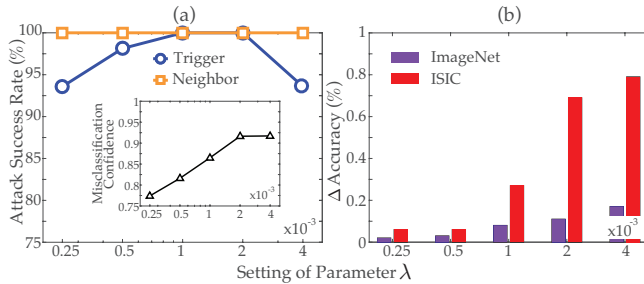 (a)
(b)
Attack Success Rate (%)
100
95
90
85
80
75
Trigger
Neighbor
Misclassification
Confidence
1
0.95
0.9
0.85
0.8
0.75
0.25 0.5 1 2 4
x10⁻³
0.25 0.5 1 2 4
x10⁻³
Δ Accuracy (%)
1
0.8
0.6
0.4
0.2
0
ImageNet
ISIC
x10⁻³
0.25 0.5 1 2 4
Setting of Parameter λ